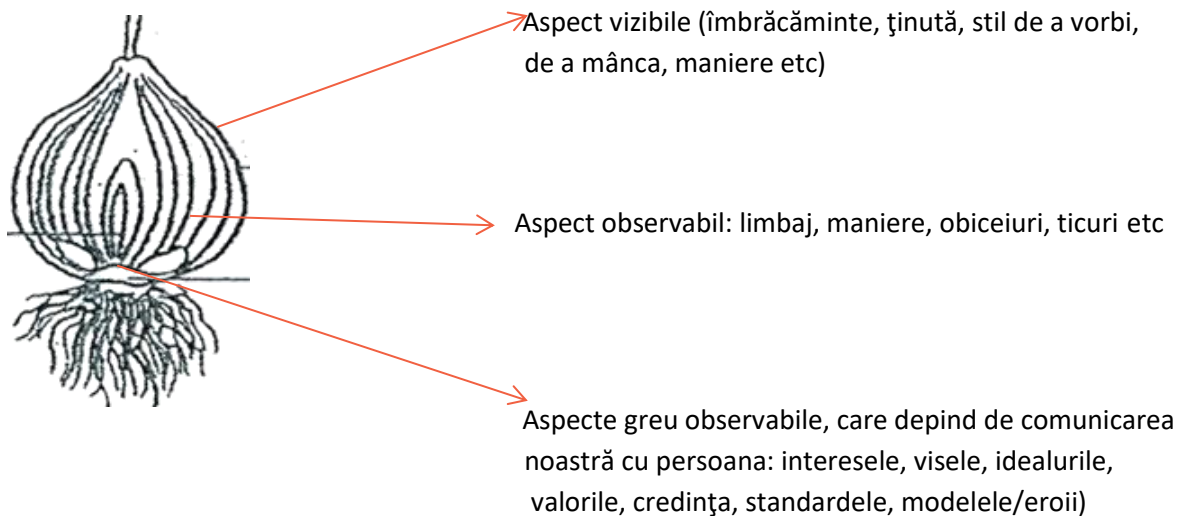 Aspect vizibile (îmbrăcăminte, ţinută, stil de a vorbi,
de a mânca, maniere etc)
Aspect observabil: limbaj, maniere, obiceiuri, ticuri etc
Aspecte greu observabile, care depind de comunicarea
noastră cu persoana: interesele, visele, idealurile,
valorile, credinţa, standardele, modelele/eroii)